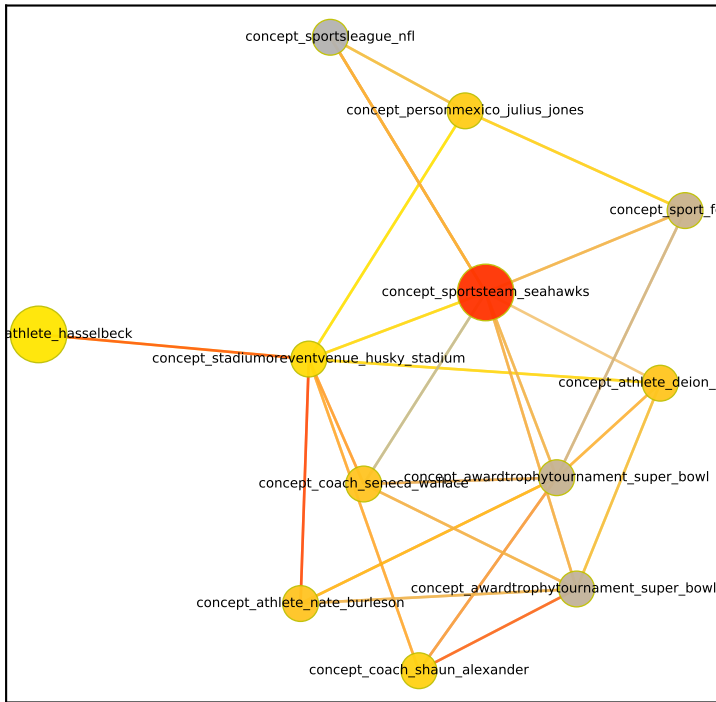 concept_sportsleague_nfl
concept_personmexico_julius_jones
concept_sport_f
concept_sportsteam_seahawks
athlete_hasselbeck
concept_stadiumoreventvenue_husky_stadium
concept_athlete_deion_
concept_awardtrophytournament_super_bowl
concept_coach_seneca_wallace
concept_awardtrophytournament_super_bowl
concept_athlete_nate_burleson
concept_coach_shaun_alexander